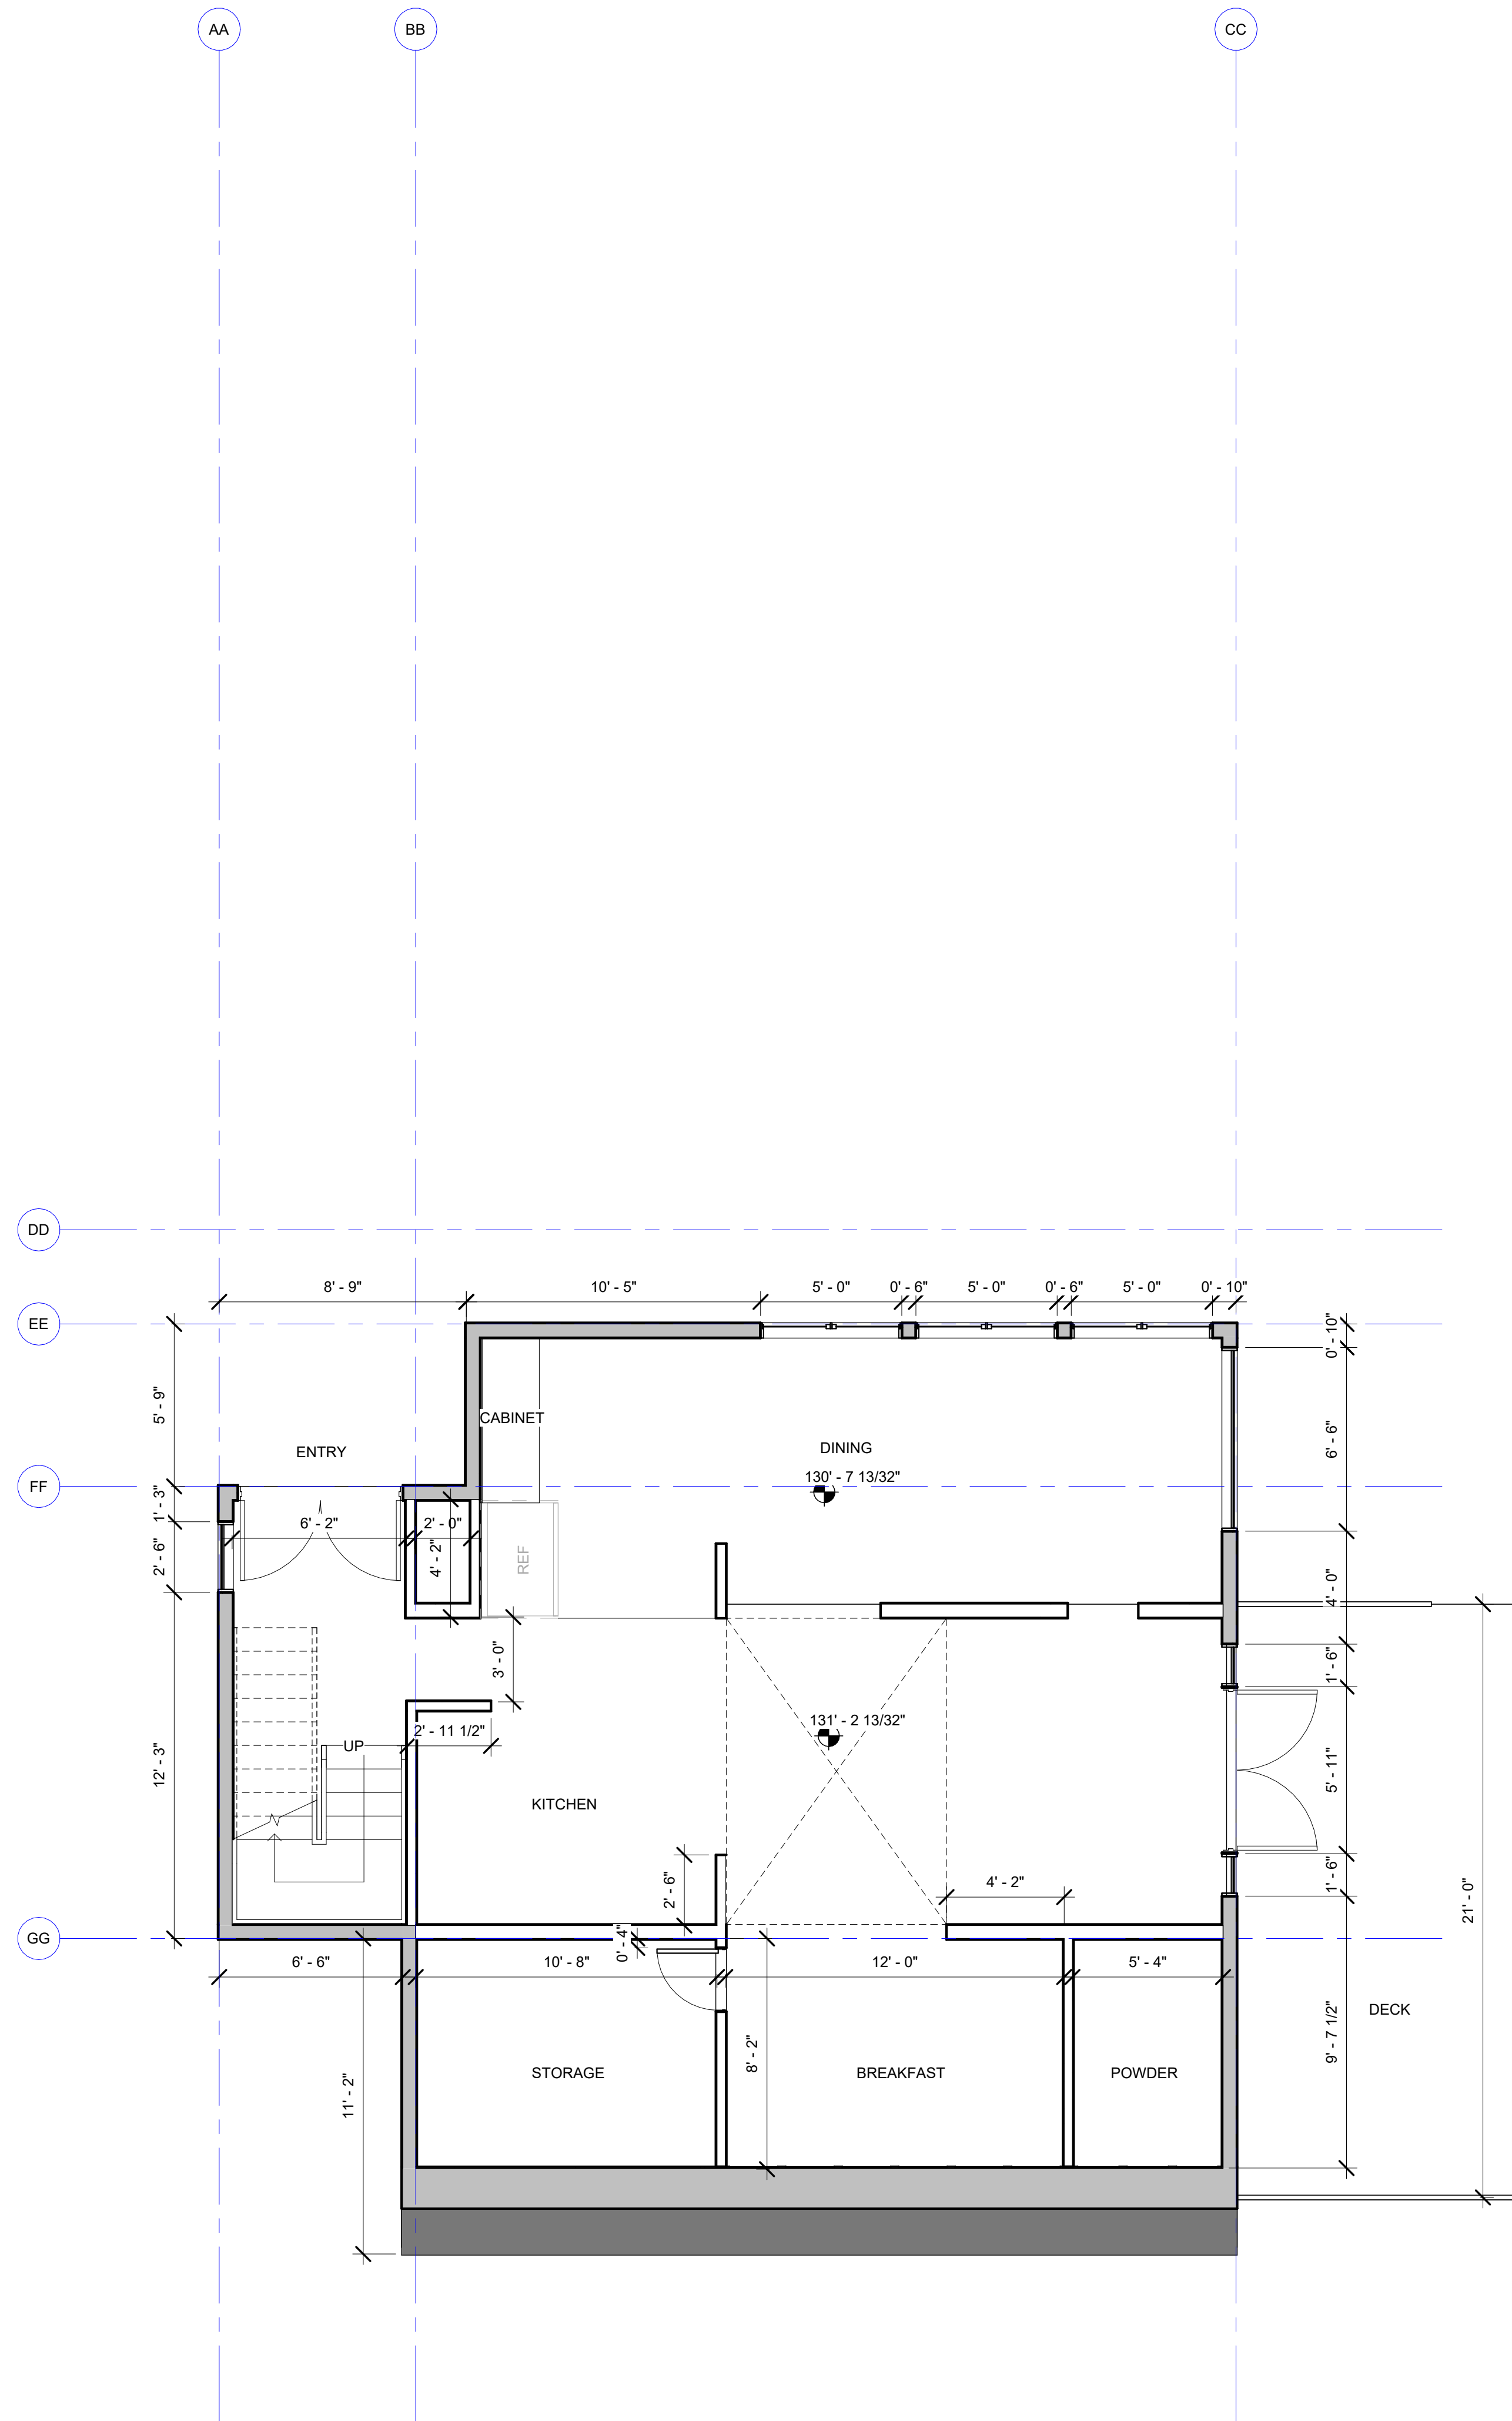 AA
BB
CC
DD
8' - 9"
10' - 5"
5' - 0"
0' - 6"
5' - 0"
0' - 6"
5' - 0"
0' - 10"
EE
0' - 10"
5' - 9"
CABINET
6' - 6"
ENTRY
DINING
130' - 7 13/32"
FF
1' - 3"
6' - 2"
2' - 0"
2' - 6"
4' - 2"
REF
4' - 0"
3' - 0"
1' - 6"
131' - 2 13/32"
2' - 11 1/2"
UP
12' - 3"
5' - 11"
KITCHEN
2' - 6"
4' - 2"
1' - 6"
21' - 0"
GG
0' - 4"
6' - 6"
10' - 8"
12' - 0"
5' - 4"
DECK
9' - 7 1/2"
8' - 2"
STORAGE
BREAKFAST
POWDER
11' - 2"